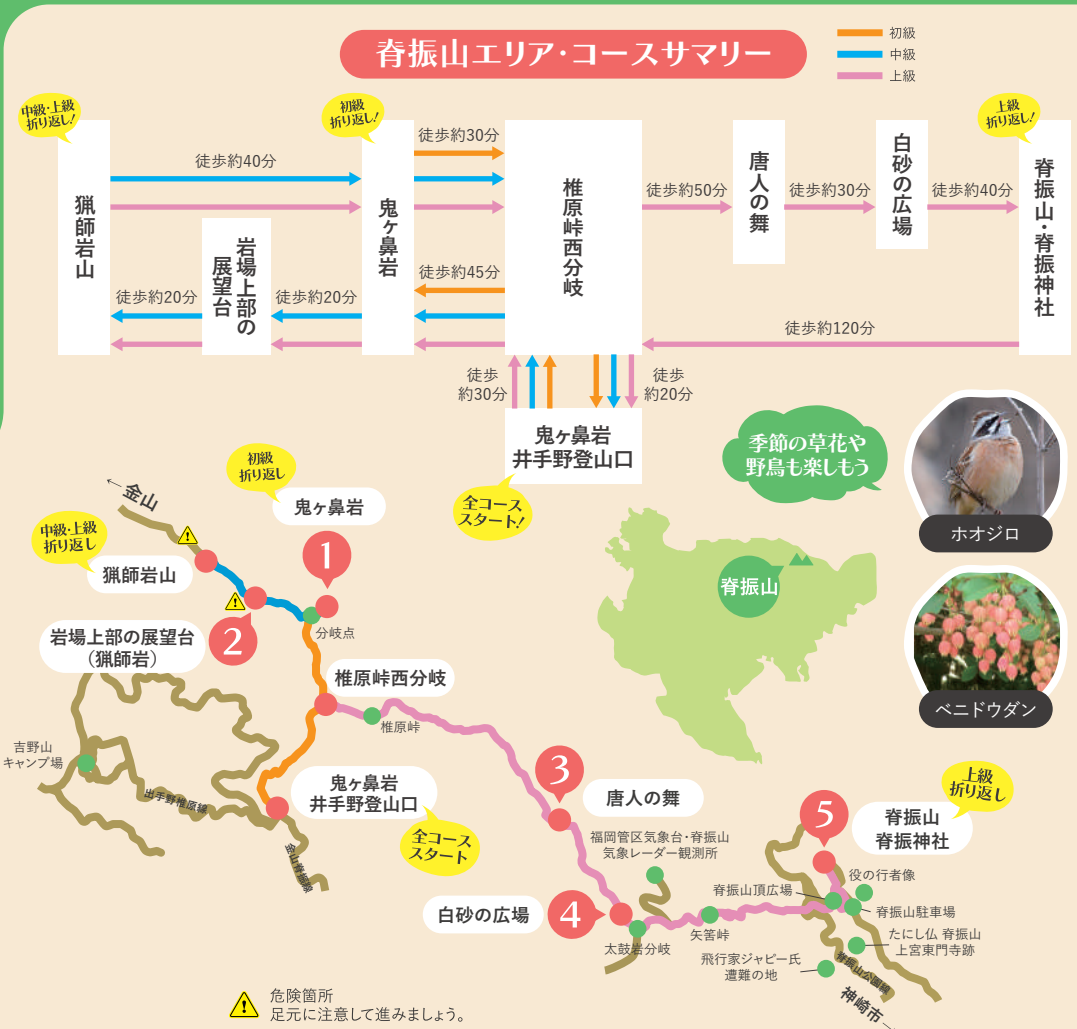 脊振山エリア・コースサマリー
初級
中級
上級
中級・上級
折り返し!
初級
折り返し!
上級
折り返し!
徒歩約40分
徒歩約30分
徒歩約50分
徒歩約30分
徒歩約40分
猟師岩山
岩場上部の
展望台
鬼ヶ鼻岩
椎原峠西分岐
唐人の舞
白砂の広場
脊振山・脊振神社
徒歩約20分
徒歩約20分
徒歩約45分
徒歩約120分
徒歩
約30分
徒歩
約20分
鬼ヶ鼻岩
井手野登山口
全コース
スタート!
季節の草花や
野鳥も楽しもう
ホオジロ
ベニドウダン
脊振山
←金山
初級
折り返し
鬼ヶ鼻岩
中級・上級
折り返し
猟師岩山
1
2
分岐点
岩場上部の展望台
(猟師岩)
椎原峠西分岐
椎原峠
吉野山
キャンプ場
出手野椎原線
鬼ヶ鼻岩
井手野登山口
全コース
スタート
金山脊振線
3
唐人の舞
福岡管区気象台・脊振山
気象レーダー観測所
白砂の広場
4
太鼓岩分岐
矢筈峠
上級
折り返し
5
脊振山
脊振神社
役の行者像
脊振山頂広場
脊振山駐車場
たにし仏 脊振山
上宮東門寺跡
飛行家ジャピー氏
遭難の地
脊振山公園線
神崎市→
危険箇所
足元に注意して進みましょう。